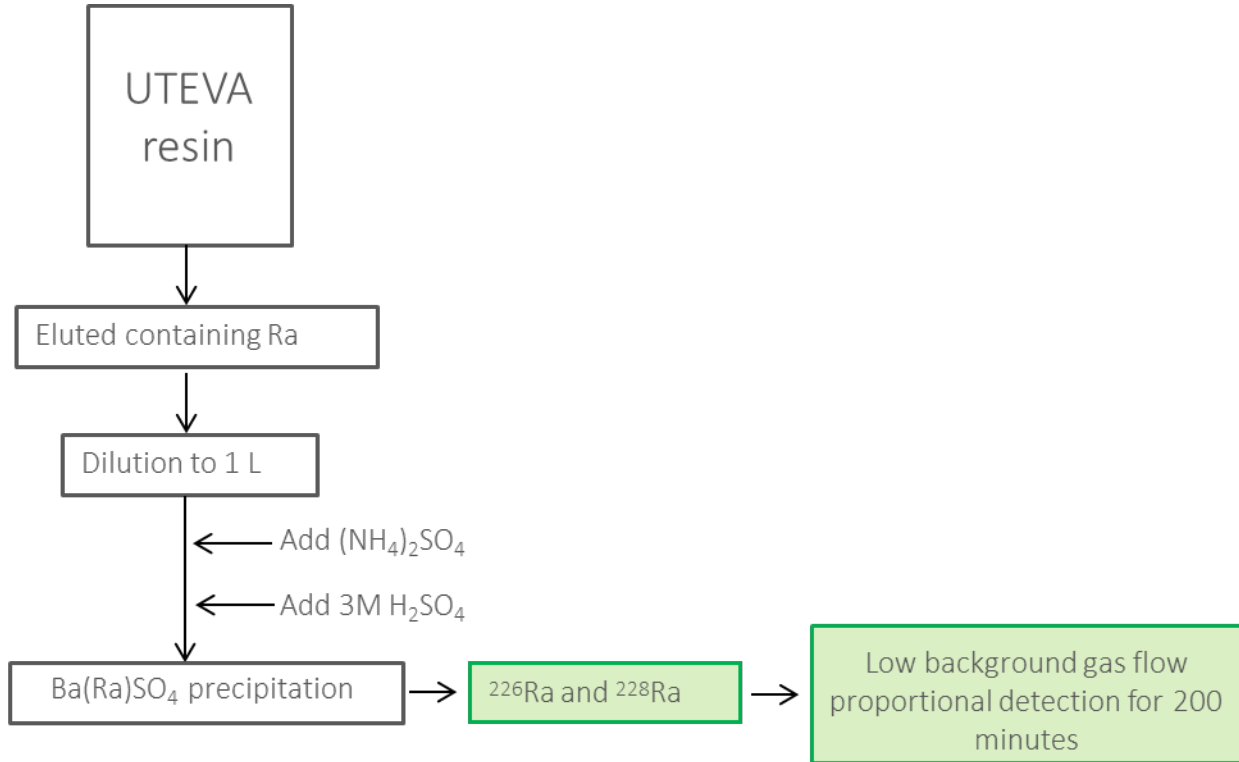 UTEVA
resin
Eluted containing Ra
Dilution to 1 L
Add (NH₄)₂SO₄
Add 3M H₂SO₄
Ba(Ra)SO₄ precipitation
²²⁶Ra and ²²⁸Ra
Low background gas flow
proportional detection for 200
minutes